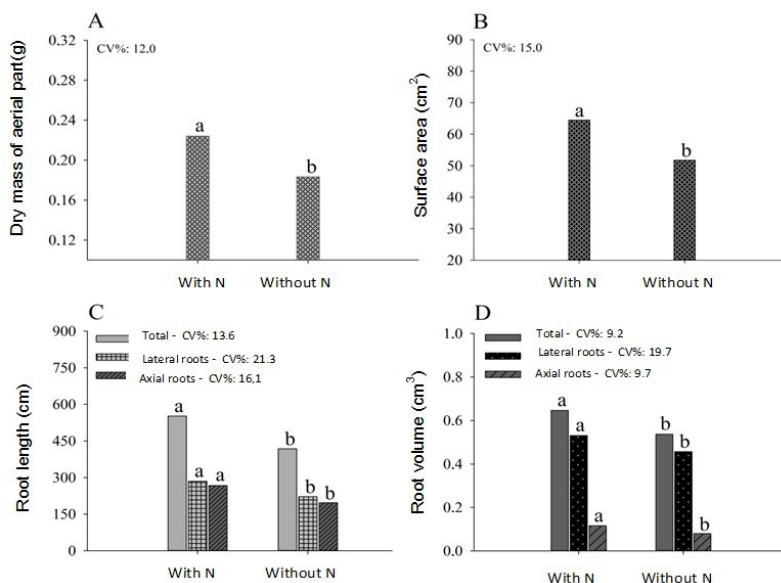 A
CV%: 12.0
Dry mass of aerial part(g)
0.32
0.28
0.24
0.20
0.16
0.12
a
b
With N
Without N
B
CV%: 15.0
Surface area (cm²)
90
80
70
60
50
40
30
20
a
b
With N
Without N
C
Root length (cm)
900
750
600
450
300
150
0
Total - CV%: 13.6
Lateral roots - CV%: 21.3
Axial roots - CV%: 16,1
a
a
a
b
b
b
With N
Without N
D
Root volume (cm³)
1.0
0.8
0.6
0.4
0.2
0.0
Total - CV%: 9.2
Lateral roots - CV%: 19.7
Axial roots - CV%: 9.7
a
a
a
b
b
b
With N
Without N